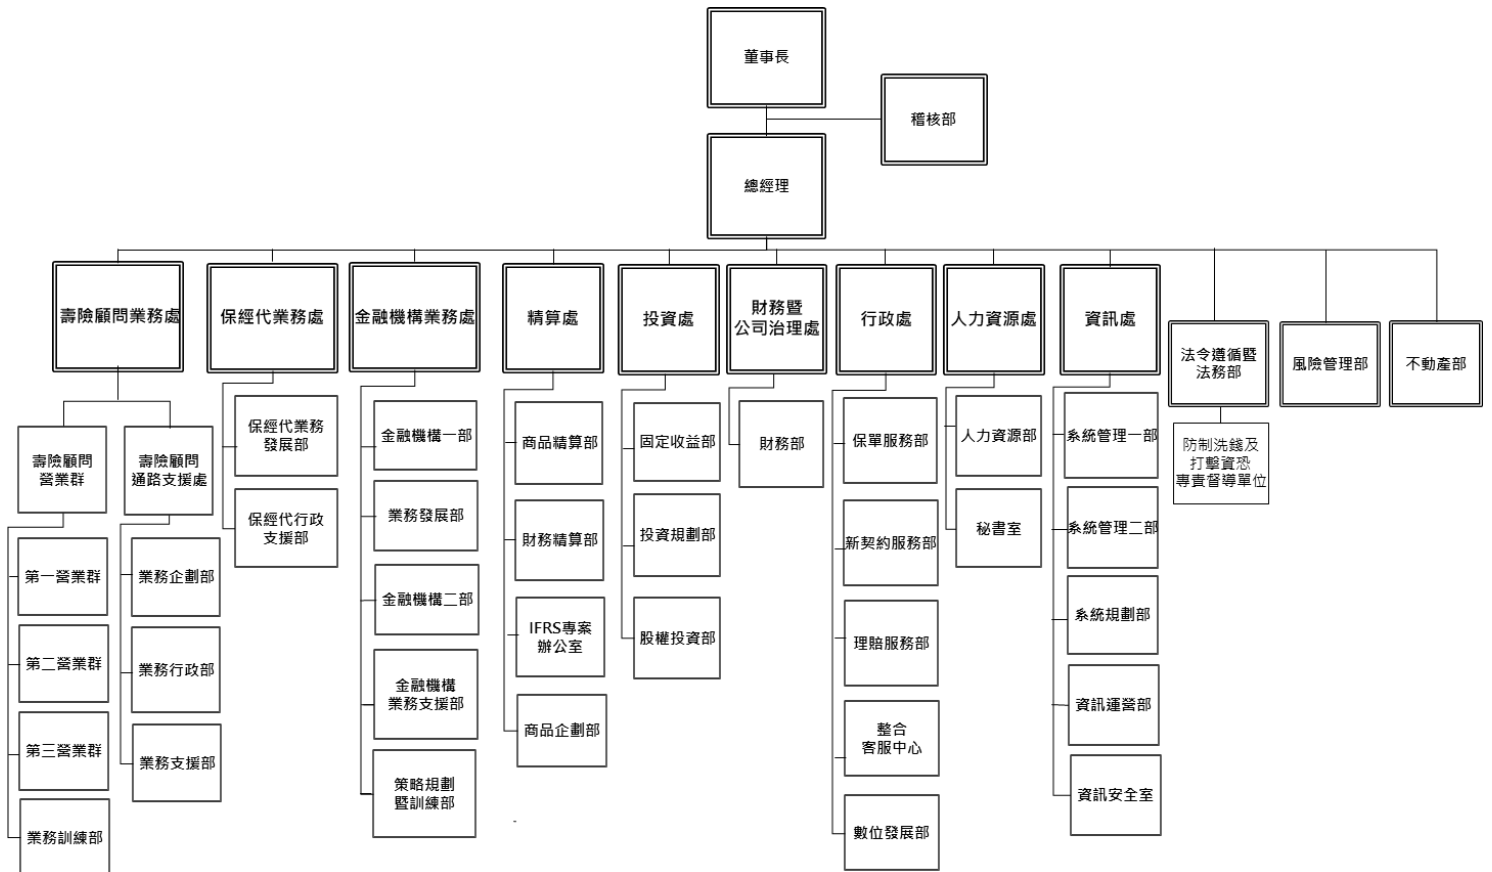 董事長
稽核部
總經理
壽險顧問業務處
保經代業務處
金融機構業務處
精算處
投資處
財務暨
公司治理處
行政處
人力資源處
資訊處
法令遵循暨
法務部
風險管理部
不動產部
壽險顧問
營業群
第一營業群
第二營業群
第三營業群
業務訓練部
壽險顧問
通路支援處
業務企劃部
業務行政部
業務支援部
保經代業務
發展部
保經代行政
支援部
金融機構一部
業務發展部
金融機構二部
金融機構
業務支援部
策略規劃
暨訓練部
商品精算部
財務精算部
IFRS專案
辦公室
商品企劃部
固定收益部
投資規劃部
股權投資部
財務部
保單服務部
新契約服務部
理賠服務部
整合
客服中心
數位發展部
人力資源部
秘書室
系統管理一部
系統管理二部
系統規劃部
資訊運營部
資訊安全室
防制洗錢及
打擊資恐
專責督導單位